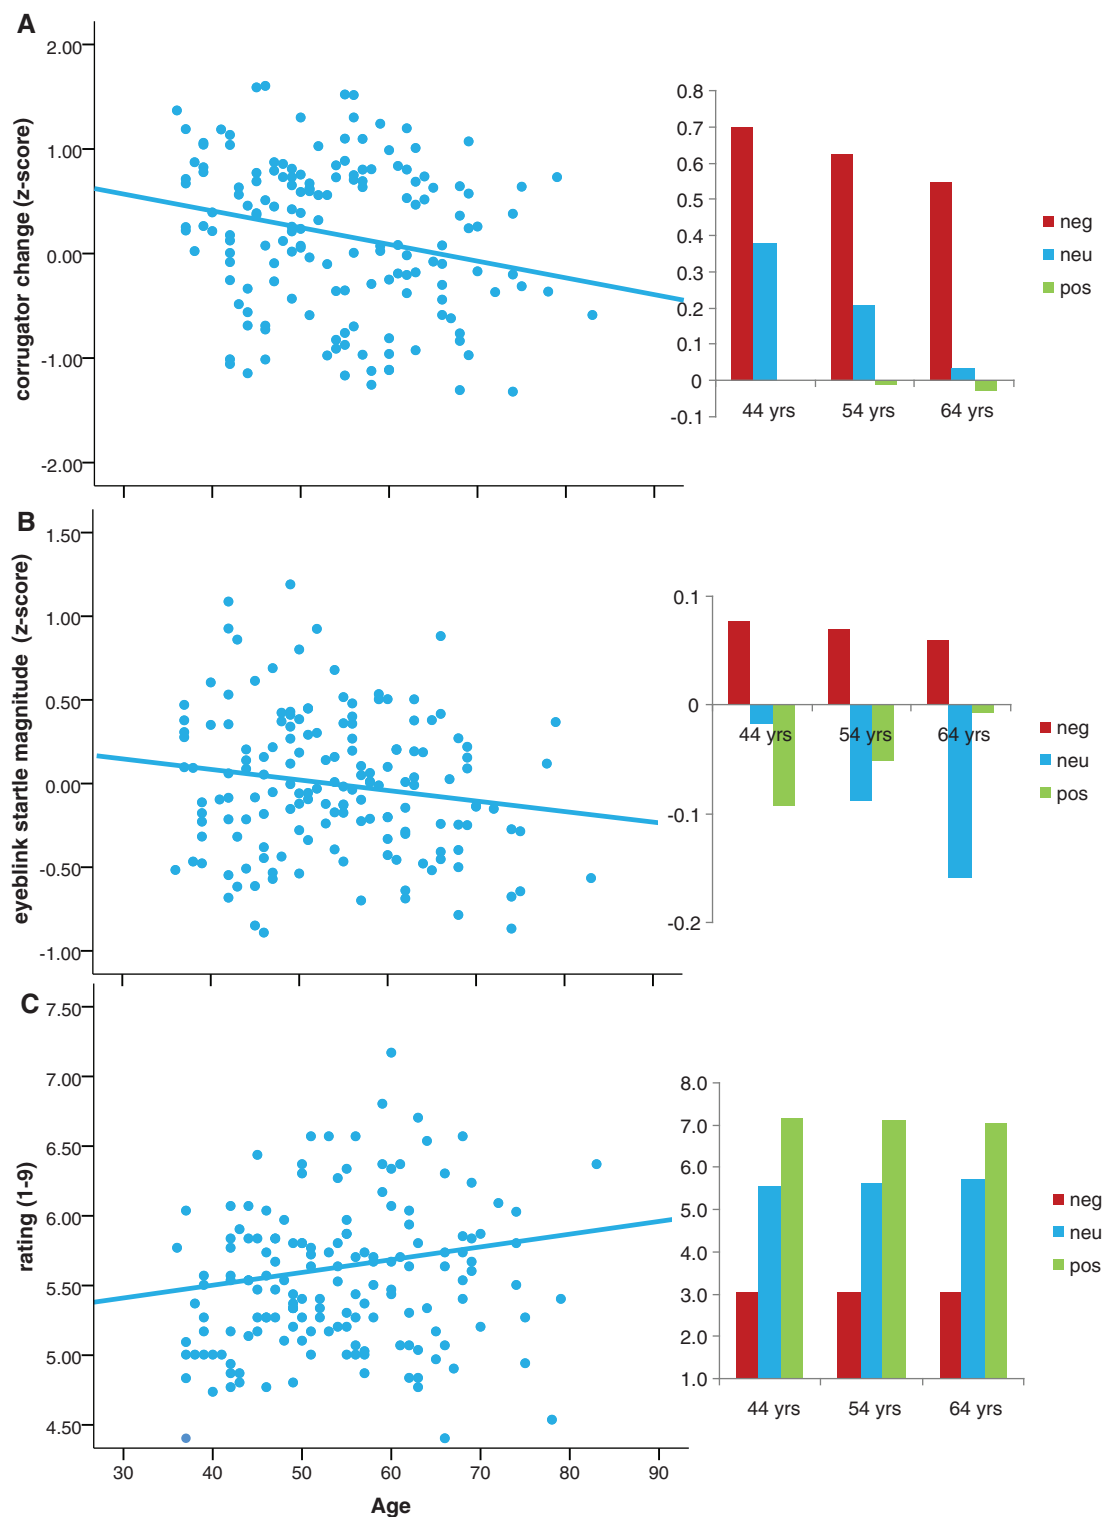 A
2.00
1.00
0.00
-1.00
-2.00
corrugator change (z-score)
0.8
0.7
0.6
0.5
0.4
0.3
0.2
0.1
0
-0.1
44 yrs
54 yrs
64 yrs
neg
neu
pos
B
1.50
1.00
0.50
0.00
-0.50
-1.00
eyeblink startle magnitude (z-score)
0.1
0
-0.1
-0.2
44 yrs
54 yrs
64 yrs
neg
neu
pos
C
7.50
7.00
6.50
6.00
5.50
5.00
4.50
rating (1-9)
30
40
50
60
70
80
90
Age
8.0
7.0
6.0
5.0
4.0
3.0
2.0
1.0
44 yrs
54 yrs
64 yrs
neg
neu
pos